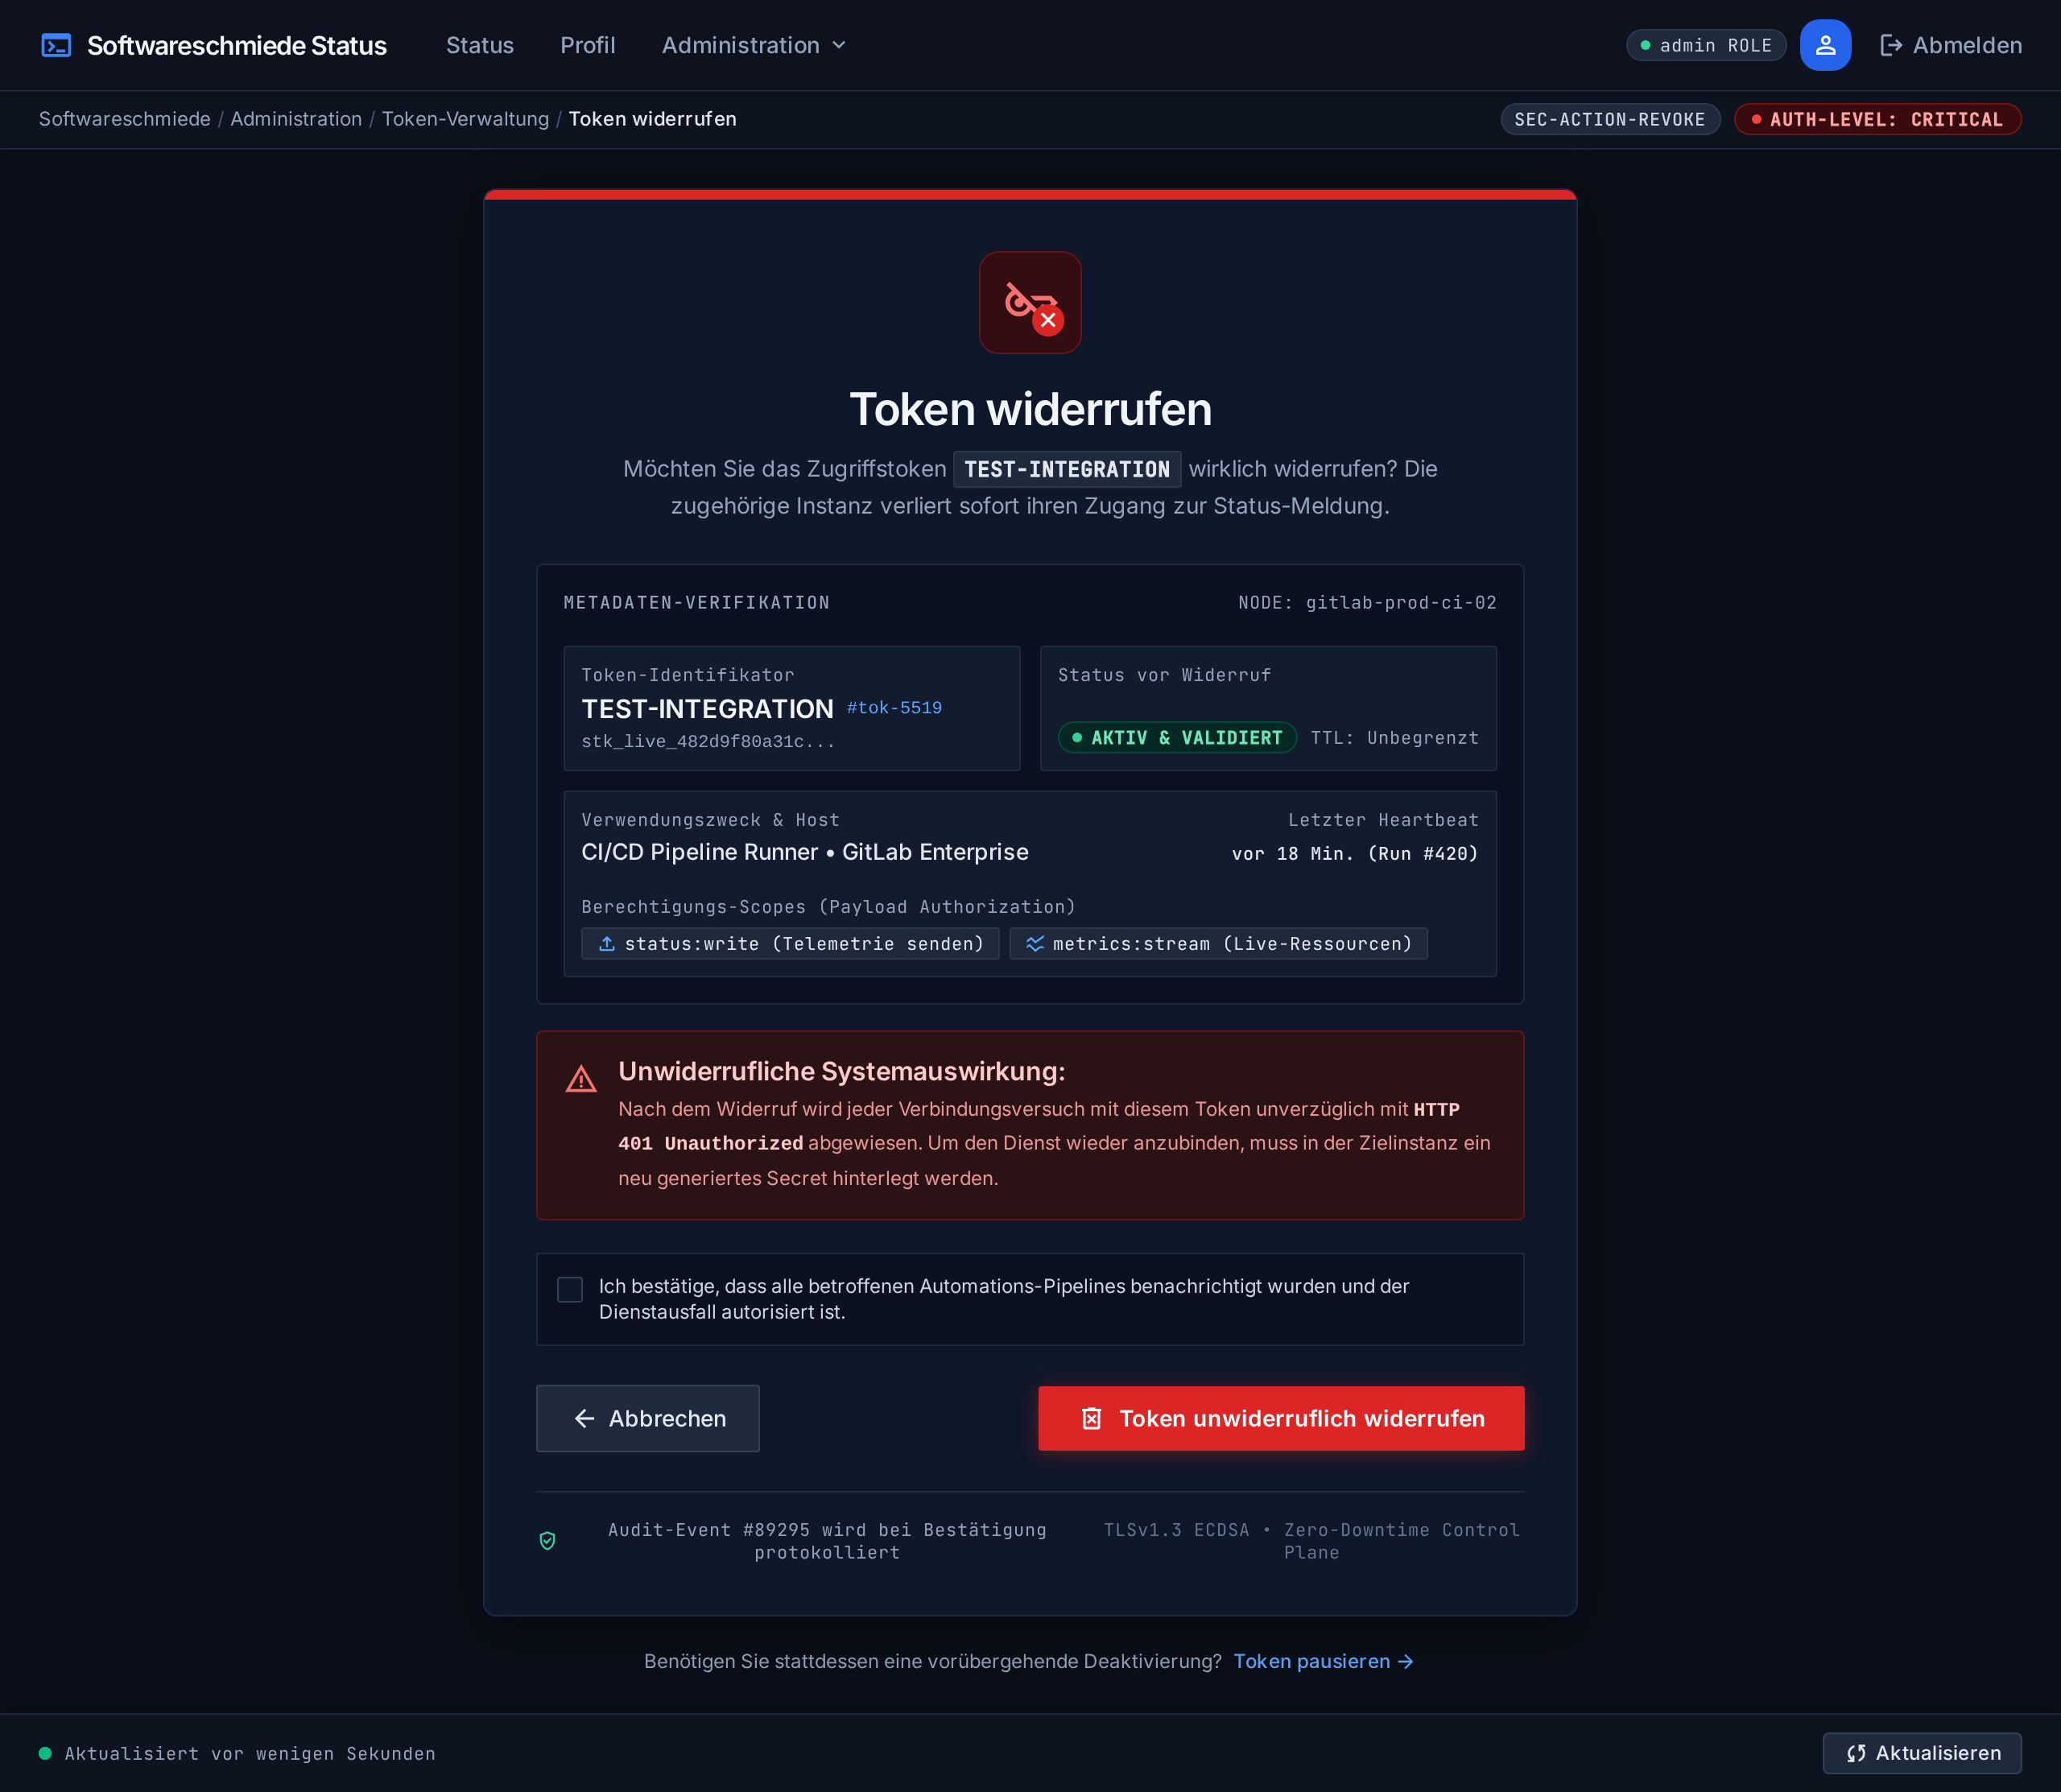 Softwareschmiede Status
Status
Profil
Administration
admin ROLE
Abmelden
Softwareschmiede / Administration / Token-Verwaltung / Token widerrufen
SEC-ACTION-REVOKE
AUTH-LEVEL: CRITICAL
Token widerrufen
Möchten Sie das Zugriffstoken TEST-INTEGRATION wirklich widerrufen? Die
zugehörige Instanz verliert sofort ihren Zugang zur Status-Meldung.
METADATEN-VERIFIKATION
NODE: gitlab-prod-ci-02
Token-Identifikator
TEST-INTEGRATION #tok-5519
stk_live_482d9f80a31c...
Status vor Widerruf
AKTIV & VALIDIERT
TTL: Unbegrenzt
Verwendungszweck & Host
CI/CD Pipeline Runner • GitLab Enterprise
Letzter Heartbeat
vor 18 Min. (Run #420)
Berechtigungs-Scopes (Payload Authorization)
status:write (Telemetrie senden)
metrics:stream (Live-Ressourcen)
Unwiderrufliche Systemauswirkung:
Nach dem Widerruf wird jeder Verbindungsversuch mit diesem Token unverzüglich mit HTTP
401 Unauthorized abgewiesen. Um den Dienst wieder anzubinden, muss in der Zielinstanz ein
neu generiertes Secret hinterlegt werden.
Ich bestätige, dass alle betroffenen Automations-Pipelines benachrichtigt wurden und der
Dienstausfall autorisiert ist.
Abbrechen
Token unwiderruflich widerrufen
Audit-Event #89295 wird bei Bestätigung
protokolliert
TLSv1.3 ECDSA • Zero-Downtime Control
Plane
Benötigen Sie stattdessen eine vorübergehende Deaktivierung? Token pausieren →
Aktualisiert vor wenigen Sekunden
Aktualisieren